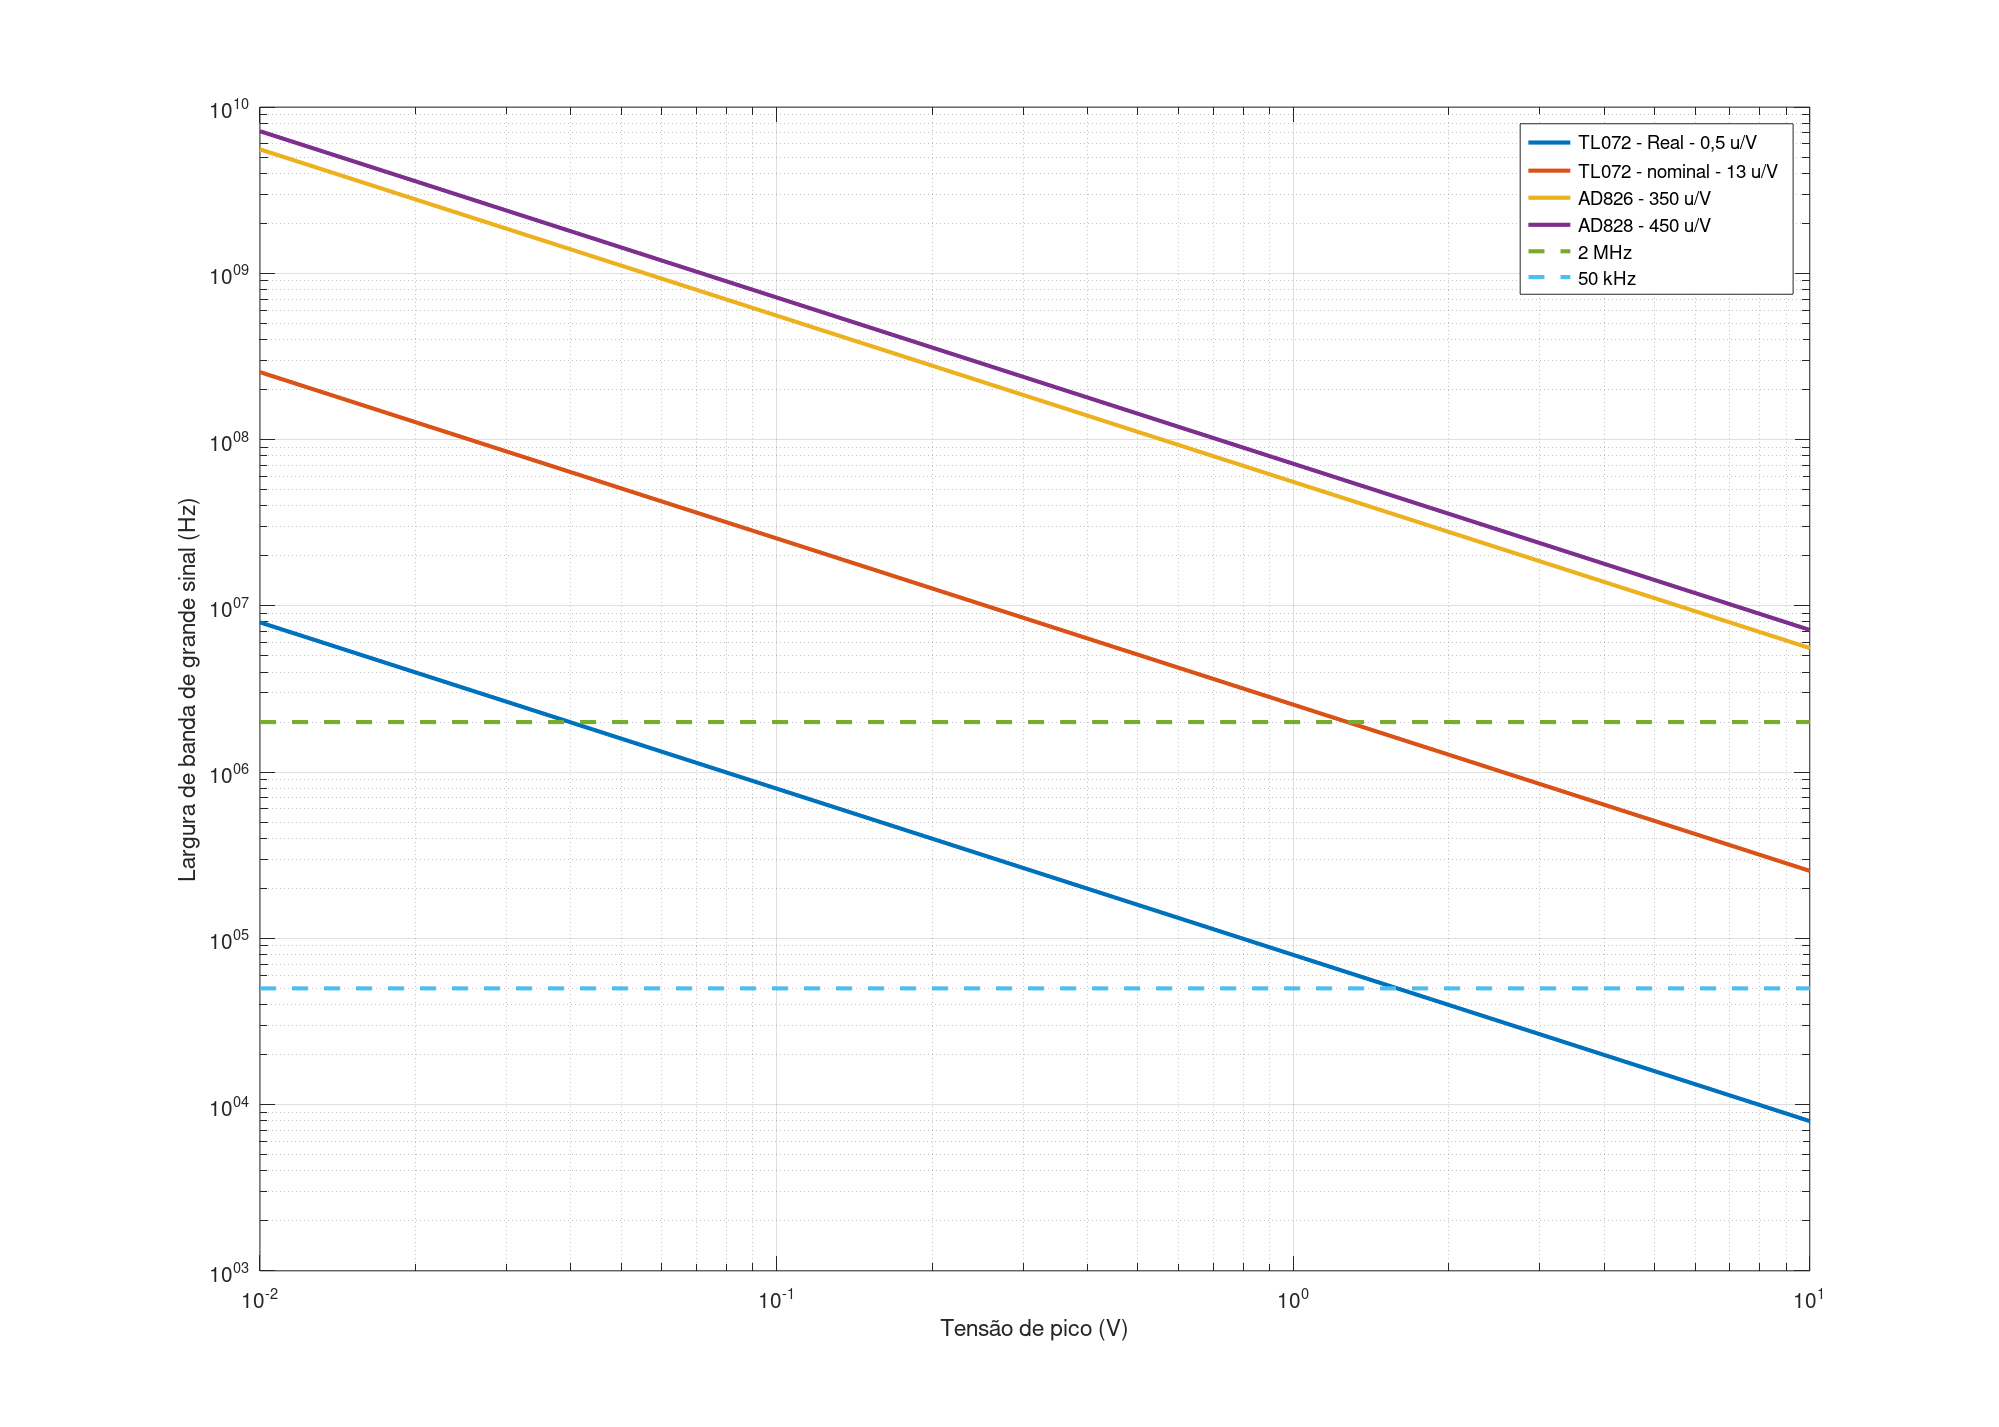 10^10
10^09
10^08
10^07
10^06
10^05
10^04
10^03
Largura de banda de grande sinal (Hz)
TL072 - Real - 0,5 u/V
TL072 - nominal - 13 u/V
AD826 - 350 u/V
AD828 - 450 u/V
2 MHz
50 kHz
10^-2
10^-1
10^0
10^1
Tensão de pico (V)